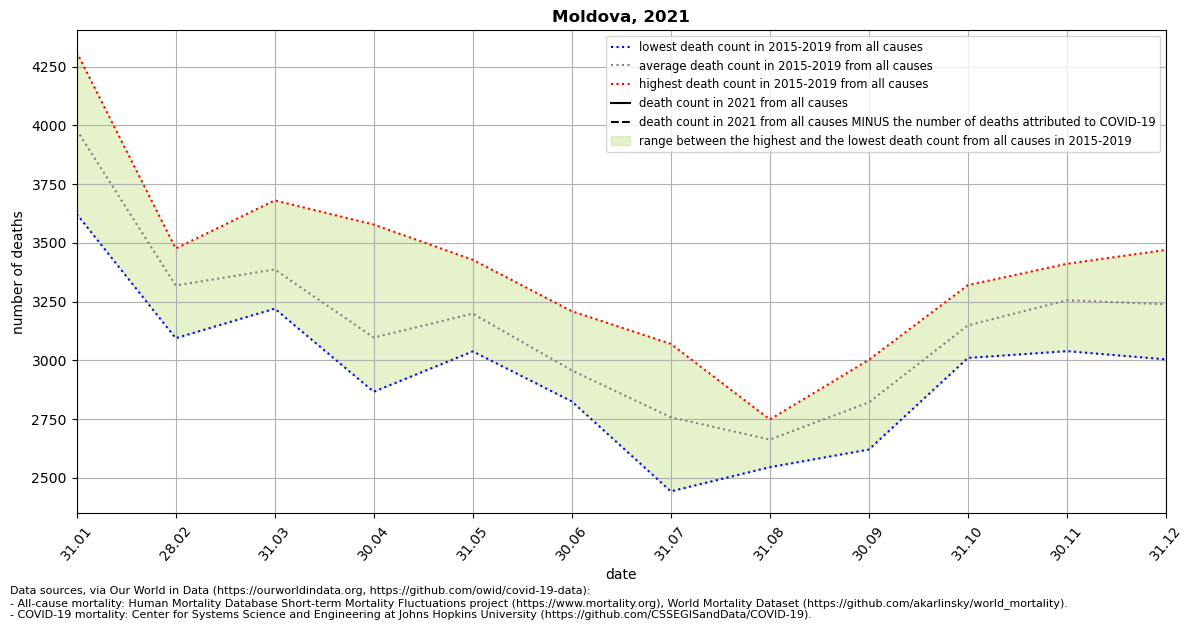 Moldova, 2021
lowest death count in 2015-2019 from all causes
average death count in 2015-2019 from all causes
highest death count in 2015-2019 from all causes
death count in 2021 from all causes
death count in 2021 from all causes MINUS the number of deaths attributed to COVID-19
range between the highest and the lowest death count from all causes in 2015-2019
number of deaths
4250
4000
3750
3500
3250
3000
2750
2500
31.01
28.02
31.03
30.04
31.05
30.06
31.07
31.08
30.09
31.10
30.11
31.12
date
Data sources, via Our World in Data (https://ourworldindata.org, https://github.com/owid/covid-19-data):
- All-cause mortality: Human Mortality Database Short-term Mortality Fluctuations project (https://www.mortality.org), World Mortality Dataset (https://github.com/akarlinsky/world_mortality).
- COVID-19 mortality: Center for Systems Science and Engineering at Johns Hopkins University (https://github.com/CSSEGISandData/COVID-19).